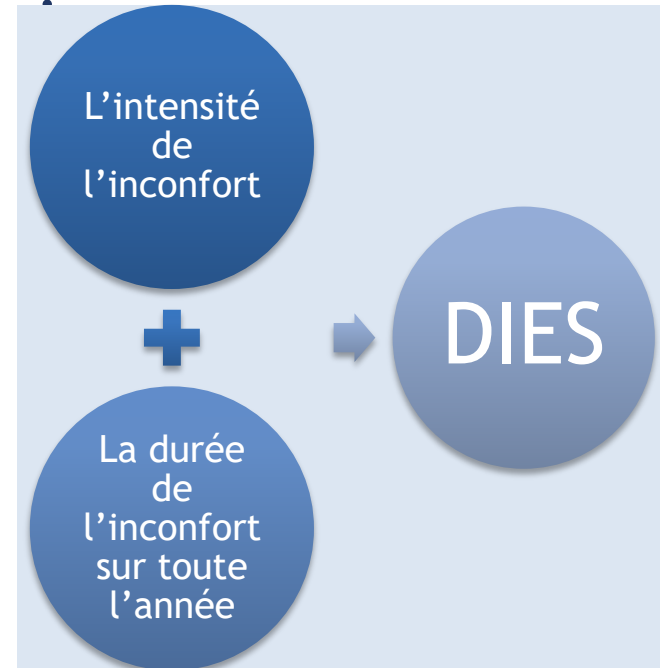 L’intensité
de
l’inconfort
DIES
La durée
de
l’inconfort
sur toute
l’année